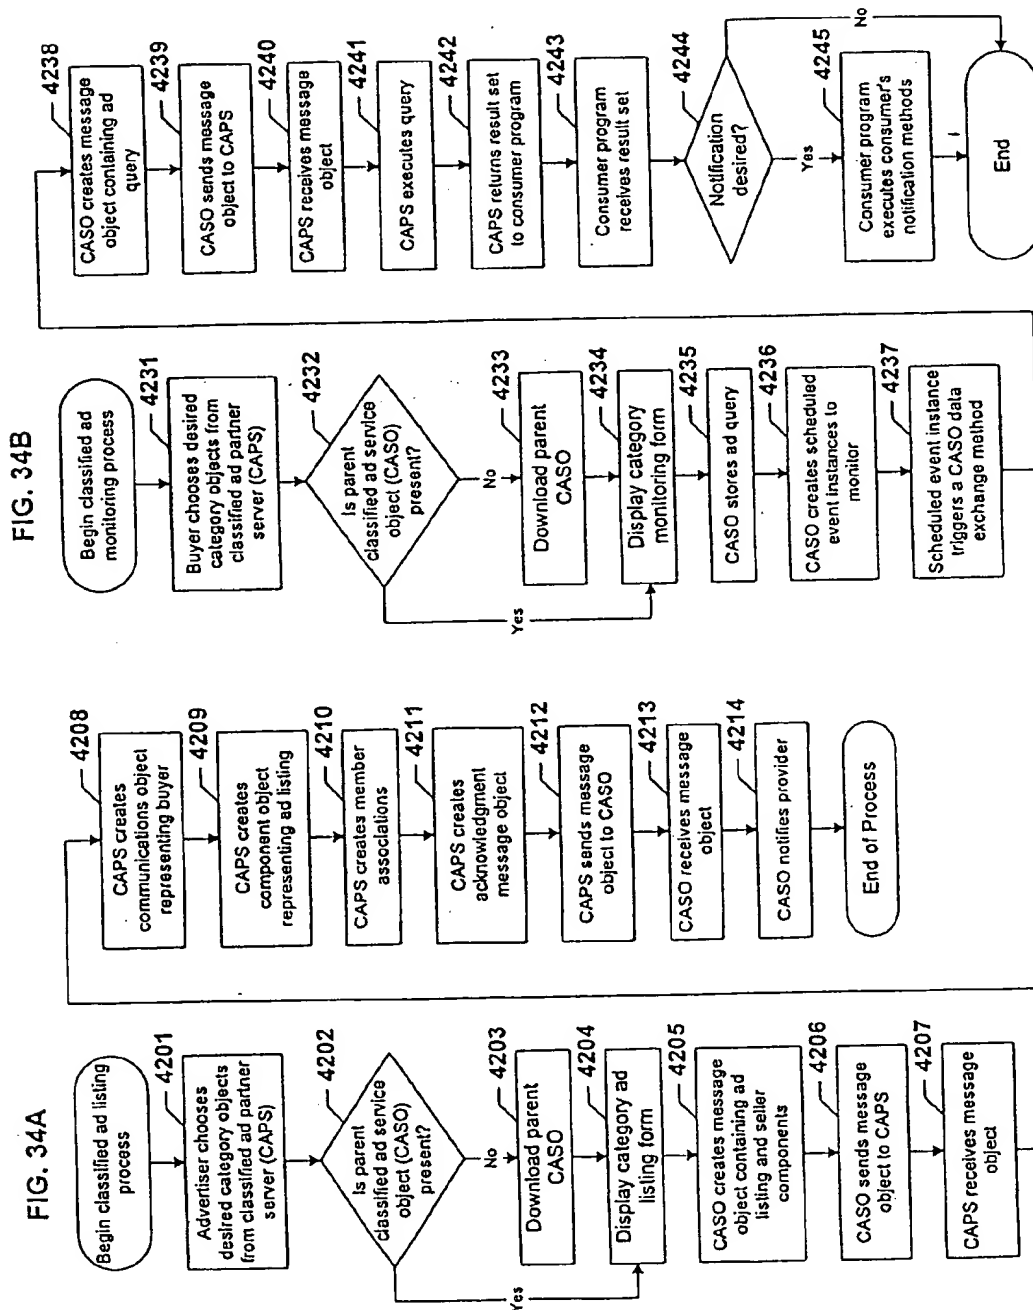 FIG. 34A
Begin classified ad listing
process
4201
Advertiser chooses
desired category objects
from classified ad partner
server (CAPS)
4202
Is parent
classified ad service
object (CASO)
present?
No
Yes
4203
Download parent
CASO
4204
Display category ad
listing form
4205
CASO creates message
object containing ad
listing and seller
components
4206
CASO sends message
object to CAPS
4207
CAPS receives message
object
4208
CAPS creates
communications object
representing buyer
4209
CAPS creates
component object
representing ad listing
4210
CAPS creates member
associations
4211
CAPS creates
acknowledgment
message object
4212
CAPS sends message
object to CASO
4213
CASO receives message
object
4214
CASO notifies provider
End of Process
FIG. 34B
Begin classified ad
monitoring process
4231
Buyer chooses desired
category objects from
classified ad partner
server (CAPS)
4232
Is parent
classified ad service
object (CASO)
present?
No
Yes
4233
Download parent
CASO
4234
Display category
monitoring form
4235
CASO stores ad query
4236
CASO creates scheduled
event instances to
monitor
4237
Scheduled event instance
triggers a CASO data
exchange method
4238
CASO creates message
object containing ad
query
4239
CASO sends message
object to CAPS
4240
CAPS receives message
object
4241
CAPS executes query
4242
CAPS returns result set
to consumer program
4243
Consumer program
receives result set
4244
Notification
desired?
No
Yes
4245
Consumer program
executes consumer's
notification methods
End